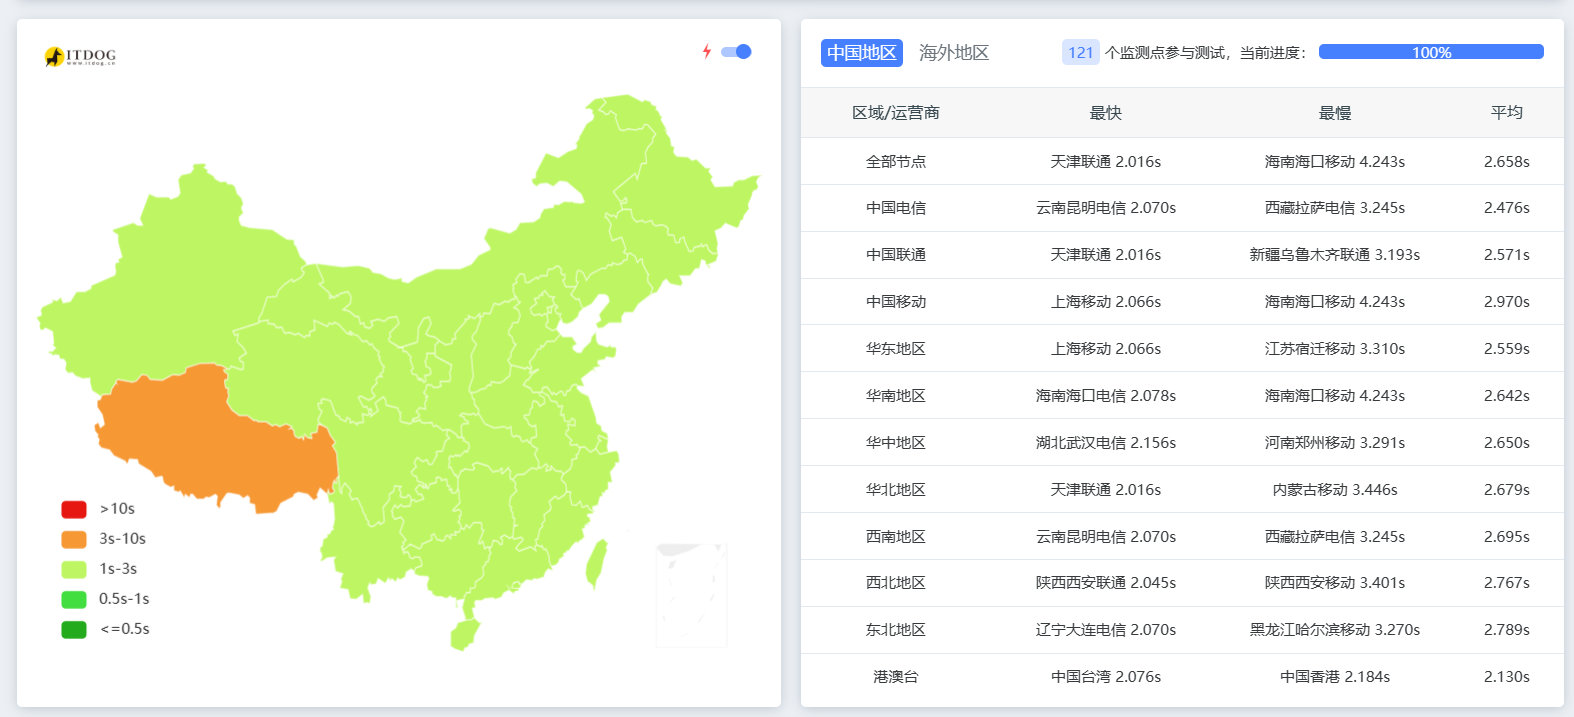 ITDOG
www.itdog.cn
>10s
3s-10s
1s-3s
0.5s-1s
<=0.5s
中国地区 海外地区 121 个监测点参与测试，当前进度： 100%
区域/运营商 最快 最慢 平均
全部节点 天津联通 2.016s 海南海口移动 4.243s 2.658s
中国电信 云南昆明电信 2.070s 西藏拉萨电信 3.245s 2.476s
中国联通 天津联通 2.016s 新疆乌鲁木齐联通 3.193s 2.571s
中国移动 上海移动 2.066s 海南海口移动 4.243s 2.970s
华东地区 上海移动 2.066s 江苏宿迁移动 3.310s 2.559s
华南地区 海南海口电信 2.078s 海南海口移动 4.243s 2.642s
华中地区 湖北武汉电信 2.156s 河南郑州移动 3.291s 2.650s
华北地区 天津联通 2.016s 内蒙古移动 3.446s 2.679s
西南地区 云南昆明电信 2.070s 西藏拉萨电信 3.245s 2.695s
西北地区 陕西西安联通 2.045s 陕西西安移动 3.401s 2.767s
东北地区 辽宁大连电信 2.070s 黑龙江哈尔滨移动 3.270s 2.789s
港澳台 中国台湾 2.076s 中国香港 2.184s 2.130s